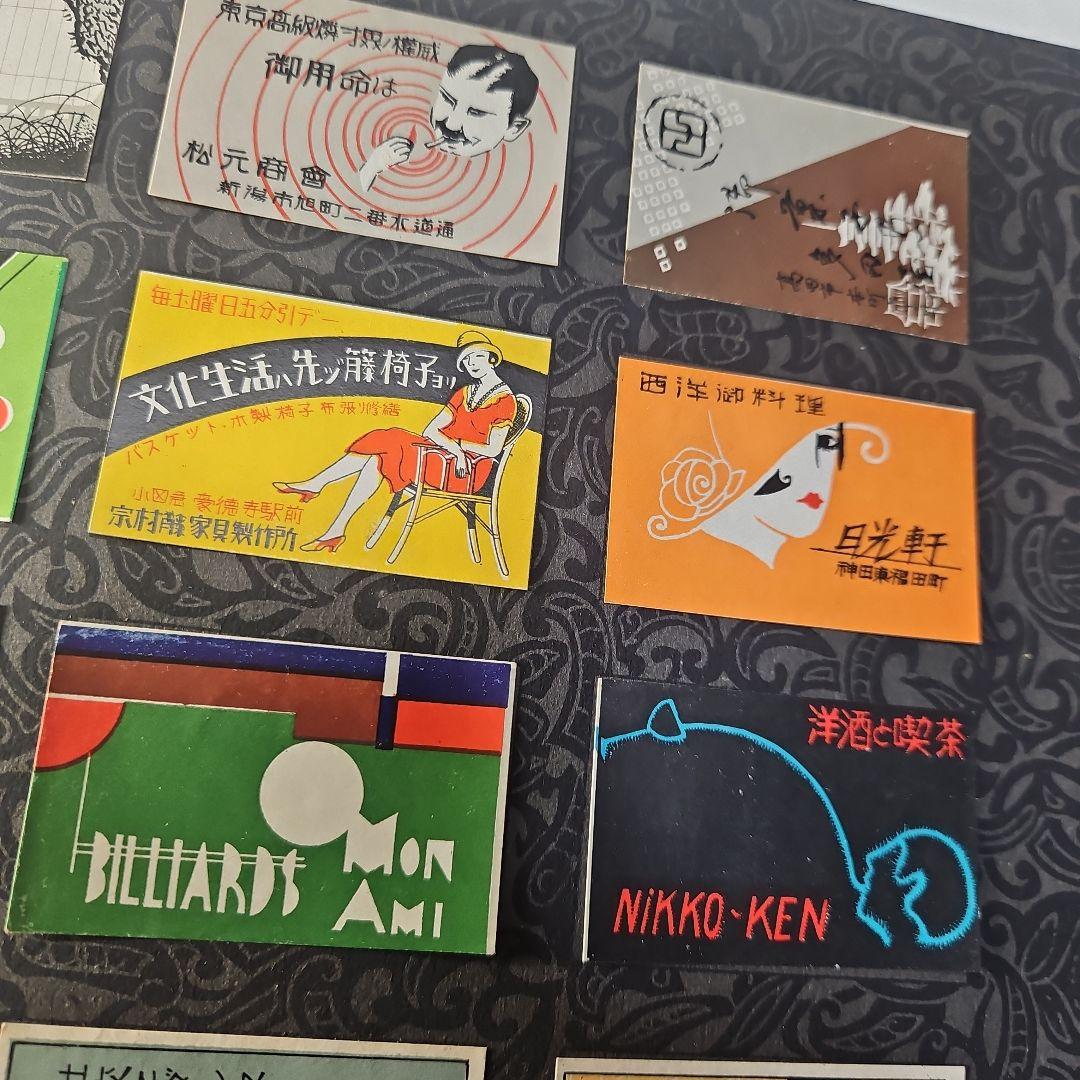 東京高級燐寸界ノ權威
御用命は
松元商會
新潟市旭町二番水道通
毎土曜日五分引デー
文化生活ハ先ヅ籐椅子ヨリ
バスケット・木製椅子布張リ修繕
小田急 豪德寺駅前
宗村籐家具製作所
西洋御料理
日光軒
神田東福田町
BILLIARDS
MON
AMI
洋酒と喫茶
NIKKO-KEN